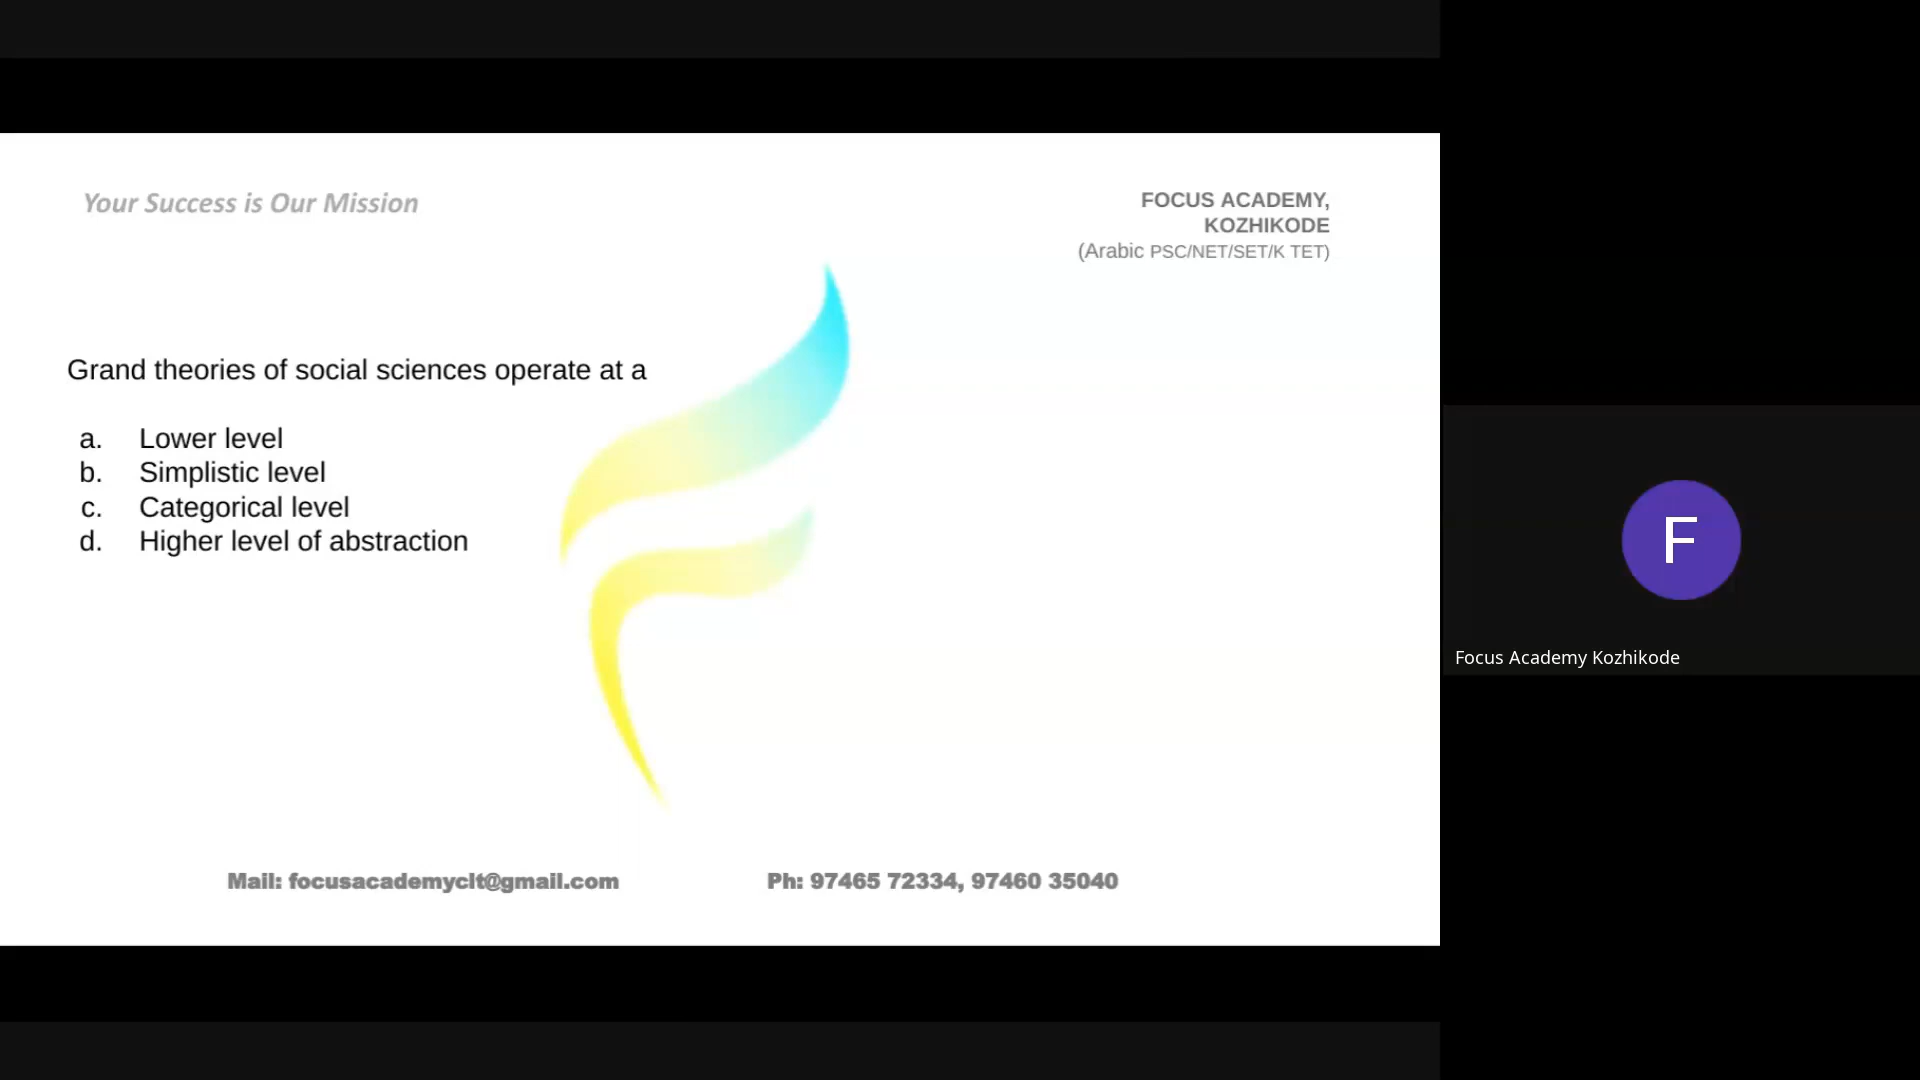 Your Success is Our Mission
FOCUS ACADEMY,
KOZHIKODE
(Arabic PSC/NET/SET/K TET)
Grand theories of social sciences operate at a
a. Lower level
b. Simplistic level
c. Categorical level
d. Higher level of abstraction
Mail: focusacademyclt@gmail.com Ph: 97465 72334, 97460 35040
F
Focus Academy Kozhikode